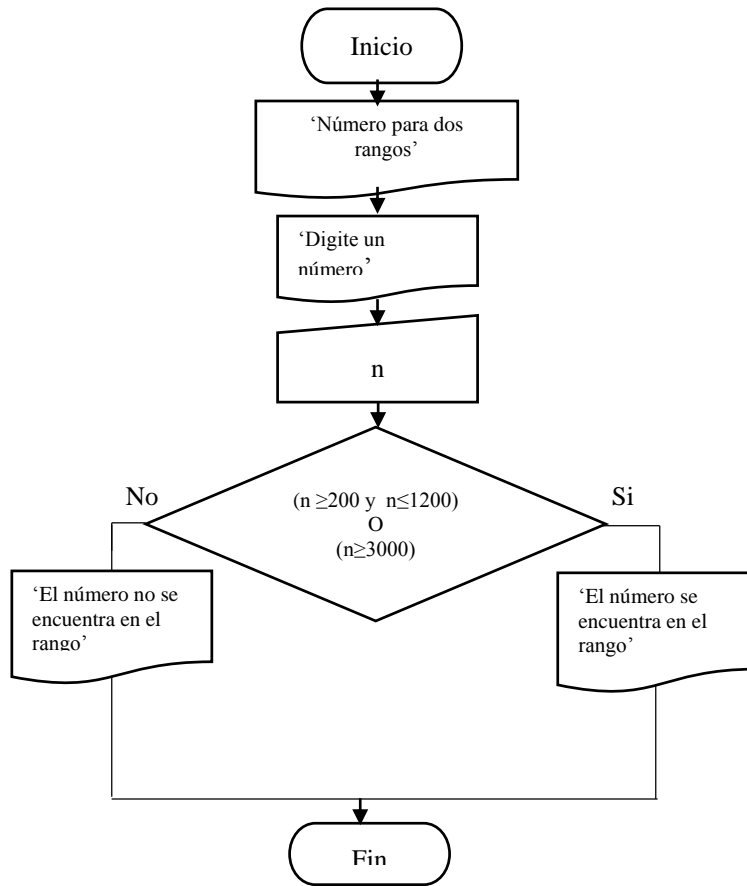 Inicio
‘Número para dos
rangos’
‘Digite un
número’
n
No
(n ≥200 y n≤1200)
O
(n≥3000)
Si
‘El número no se
encuentra en el
rango’
‘El número se
encuentra en el
rango’
Fin